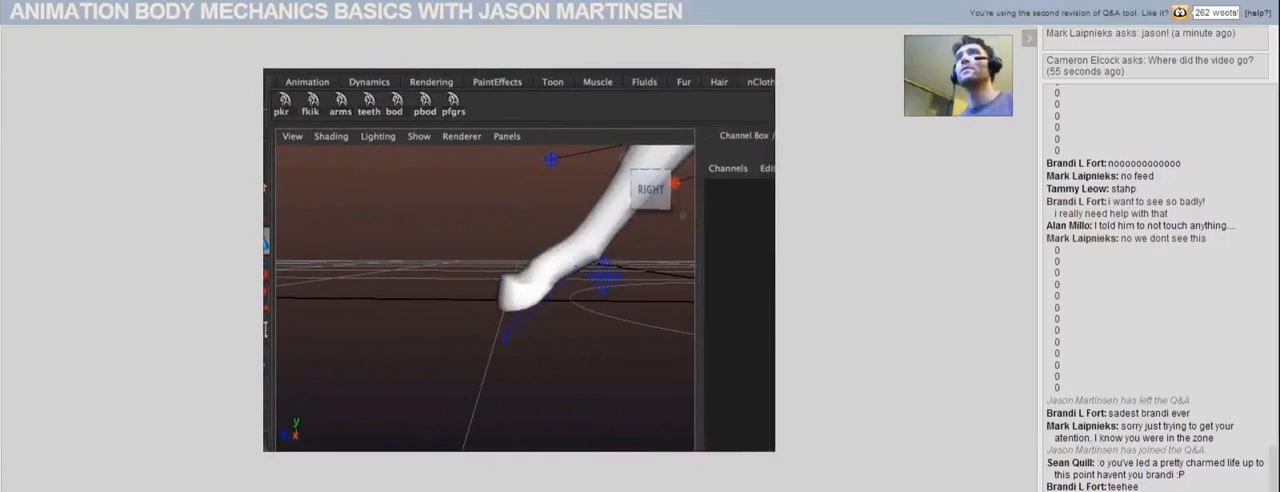 ANIMATION BODY MECHANICS BASICS WITH JASON MARTINSEN
You're using the second revision of Q&A tool. Like it? 262 woots! [help?]
Animation Dynamics Rendering PaintEffects Toon Muscle Fluids Fur Hair nCloth
pkr fkik arms teeth bod pbod pfgrs
View Shading Lighting Show Renderer Panels
Channel Box /
Channels Edi
RIGHT
y
x
>
Mark Laipnieks asks: jason! (a minute ago)
Cameron Elcock asks: Where did the video go?
(55 seconds ago)
0
0
0
0
0
0
Brandi L Fort: noooooooooooo
Mark Laipnieks: no feed
Tammy Leow: stahp
Brandi L Fort: i want to see so badly!
i really need help with that
Alan Millo: I told him to not touch anything....
Mark Laipnieks: no we dont see this
0
0
0
0
0
0
0
0
0
0
0
0
0
Jason Martinsen has left the Q&A.
Brandi L Fort: sadest brandi ever
Mark Laipnieks: sorry just trying to get your
atention. I know you were in the zone
Jason Martinsen has joined the Q&A.
Sean Quill: :o you've led a pretty charmed life up to
this point havent you brandi :P
Brandi L Fort: teehee